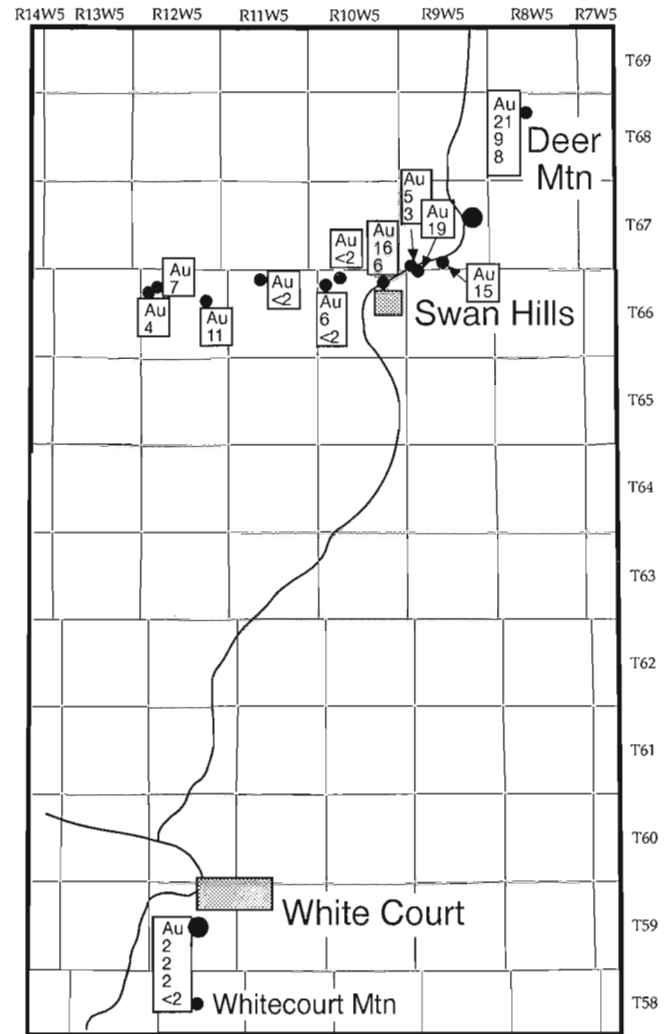 R14W5 R13W5 R12W5 R11W5 R10W5 R9W5 R8W5 R7W5
T69
Au
21
9
8
Deer
Mtn
T68
Au
5
3
Au
19
T67
Au
16
6
Au
<2
Au
7
Au
<2
Au
15
Au
4
Au
11
Au
6
<2
Swan Hills
T66
T65
T64
T63
T62
T61
T60
White Court
T59
Au
2
2
2
<2
Whitecourt Mtn
T58